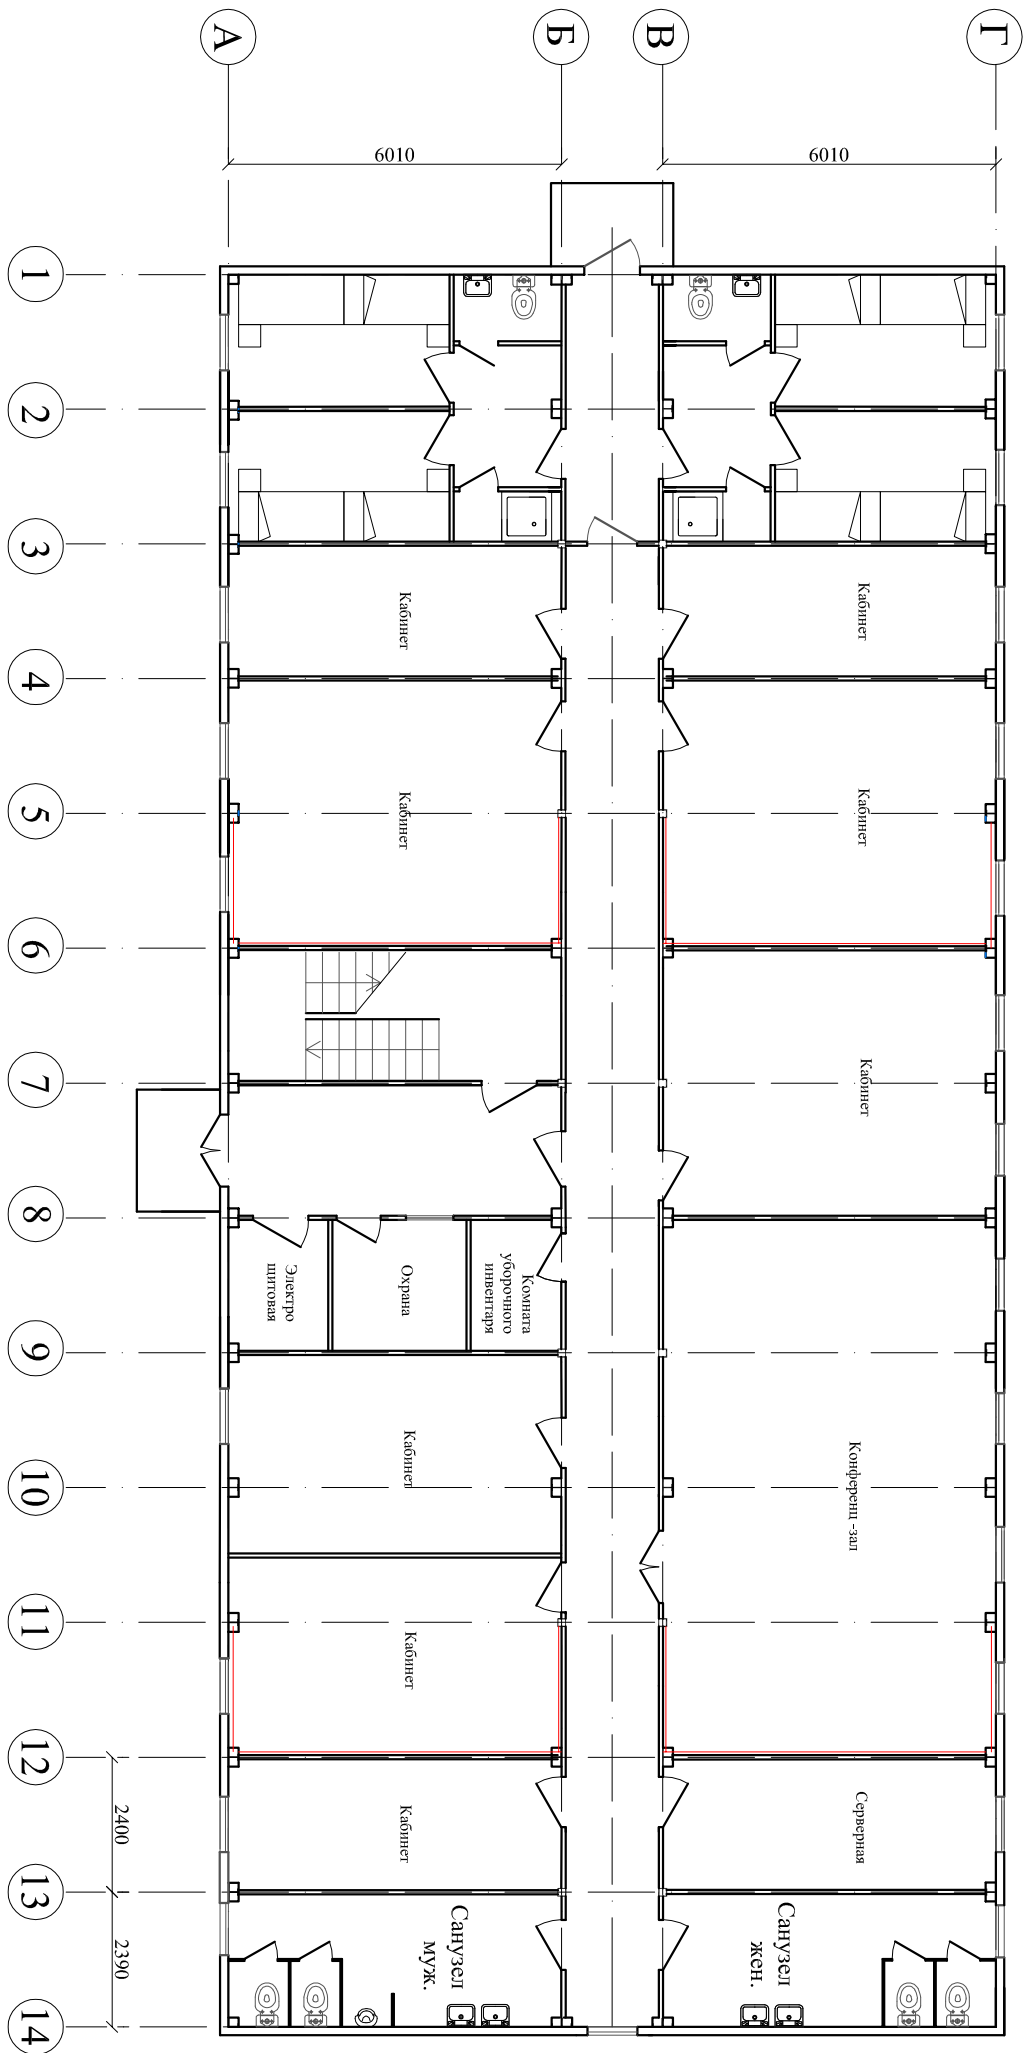 А
Б
В
Г
6010
6010
1
2
3
4
5
6
7
8
9
10
11
12
13
14
Кабинет
Кабинет
Кабинет
Кабинет
Кабинет
Электро
щитовая
Охрана
Комната
уборочного
инвентаря
Кабинет
Конференц -зал
Кабинет
Кабинет
Серверная
2400
2390
Санузел
муж.
Санузел
жен.